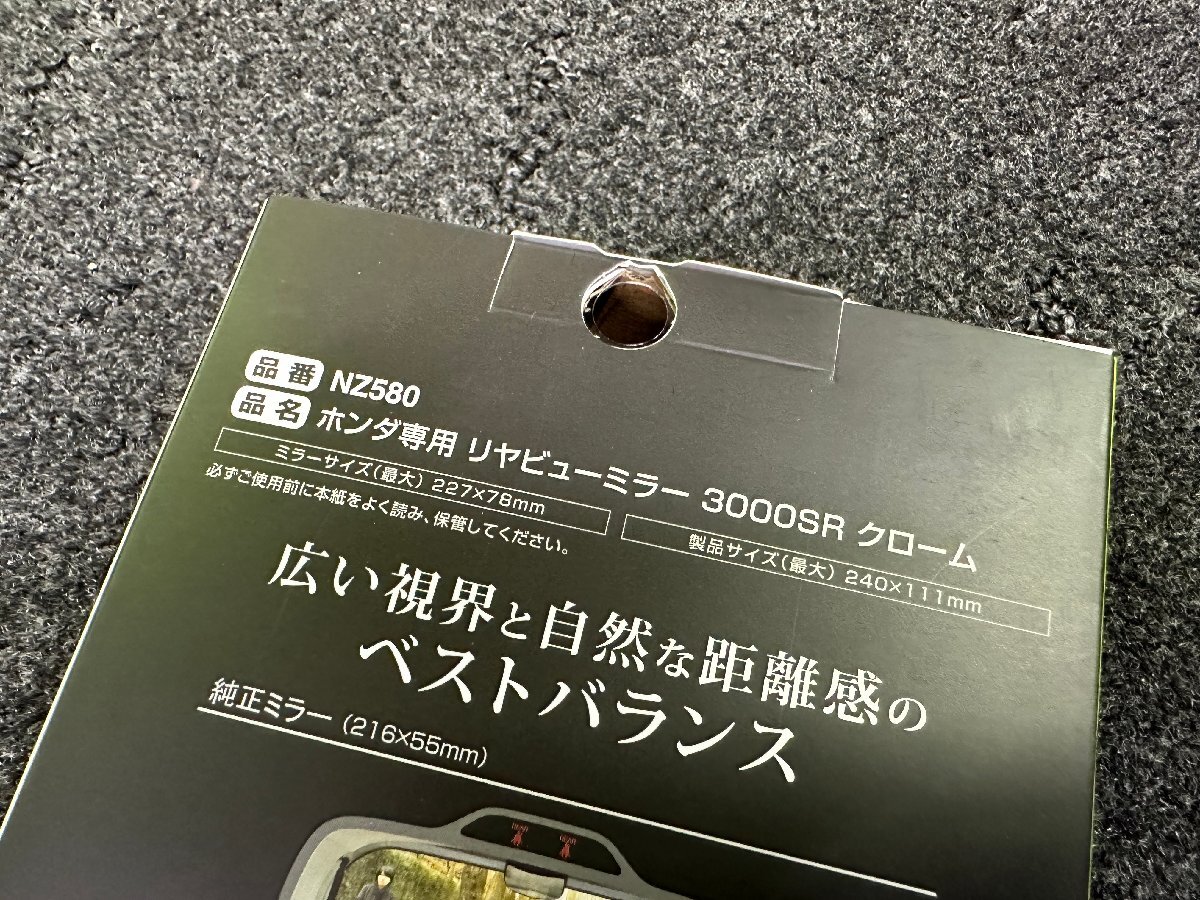 品番 NZ580
品名 ホンダ専用 リヤビューミラー 3000SR クローム
ミラーサイズ(最大) 227×78mm
製品サイズ(最大) 240×111mm
必ずご使用前に本紙をよく読み、保管してください。
広い視界と自然な距離感の
ベストバランス
純正ミラー (216×55mm)